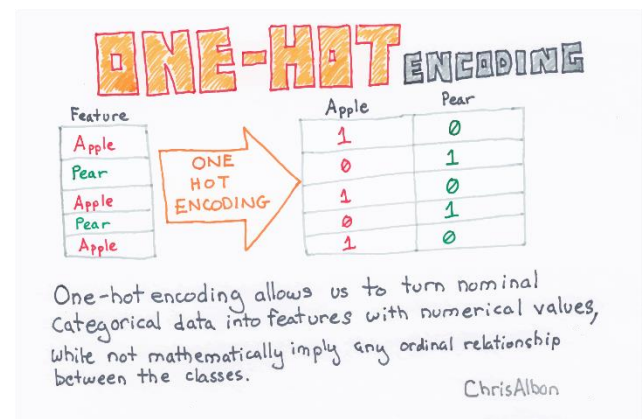 ONE-HOT ENCODING
Feature
Apple
Pear
Apple
Pear
Apple
ONE
HOT
ENCODING
Apple Pear
1 0
0 1
1 0
0 1
1 0
One-hot encoding allows us to turn nominal
Categorical data into features with numerical values,
while not mathematically imply any ordinal relationship
between the classes.
ChrisAlbon